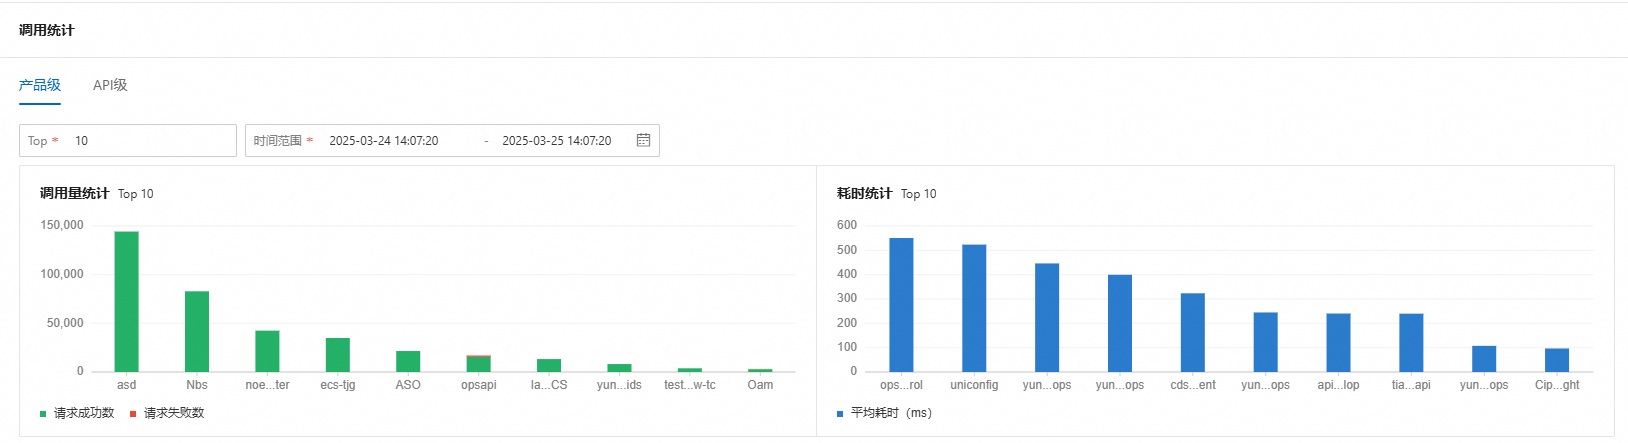 调用统计
产品级 API级
Top * 10 时间范围 * 2025-03-24 14:07:20 - 2025-03-25 14:07:20
调用量统计 Top 10
150,000
100,000
50,000
0
asd Nbs noe...ter ecs-tjg ASO opsapi la...CS yun...ids test...w-tc Oam
请求成功数 请求失败数
耗时统计 Top 10
600
500
400
300
200
100
0
ops...rol uniconfig yun...ops yun...ops cds...ent yun...ops api...lop tia...api yun...ops Cip...ght
平均耗时（ms）